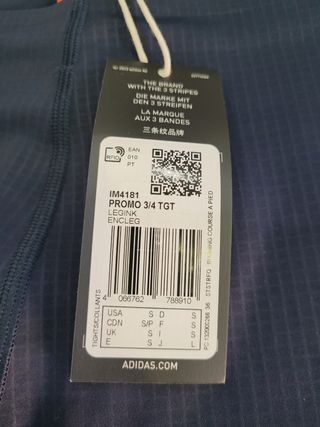 THE BRAND
WITH THE 3 STRIPES
DIE MARKE MIT
DEN 3 STREIFEN
LA MARQUE
AUX 3 BANDES
三条纹品牌
RFID
EAN
010
PT
IM4181
PROMO 3/4 TGT
LEGINK
ENCLEG
TIGHTS/COLLANTS
4 066762 788910
USA S D S
CDN S/P F S
UK S I S
E S J L
ADIDAS.COM
COURSE A PIED